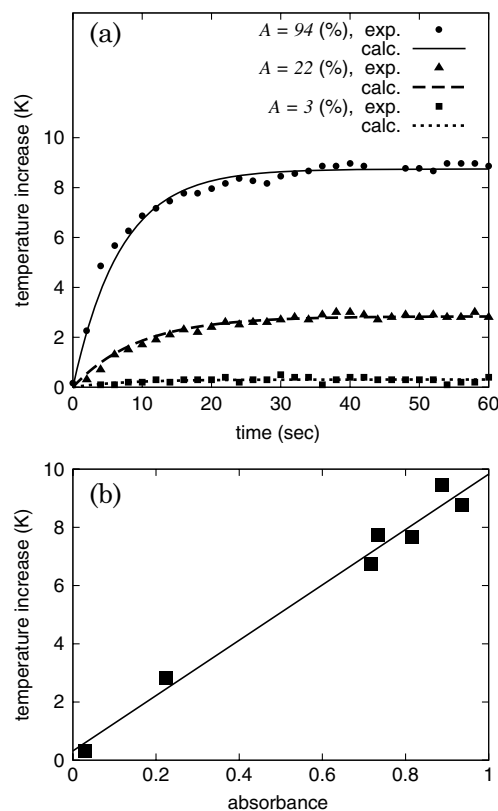 (a)
A = 94 (%), exp.
calc.
A = 22 (%), exp.
calc.
A = 3 (%), exp.
calc.
temperature increase (K)
8
6
4
2
0
0 10 20 30 40 50 60
time (sec)
(b)
temperature increase (K)
10
8
6
4
2
0
0 0.2 0.4 0.6 0.8 1
absorbance